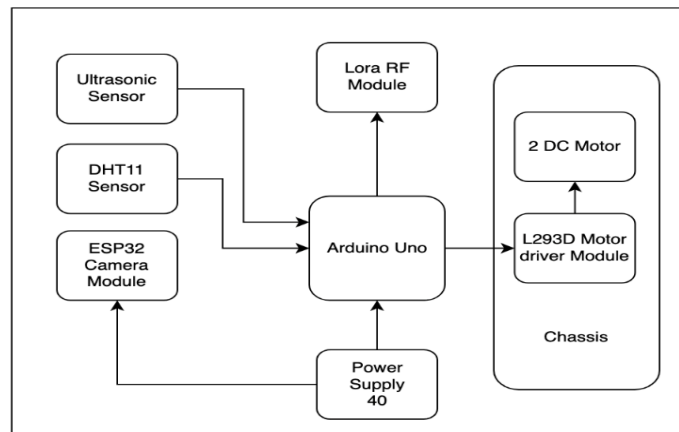 Ultrasonic
Sensor
Lora RF
Module
2 DC Motor
DHT11
Sensor
ESP32
Camera
Module
Arduino Uno
L293D Motor
driver Module
Chassis
Power
Supply
40